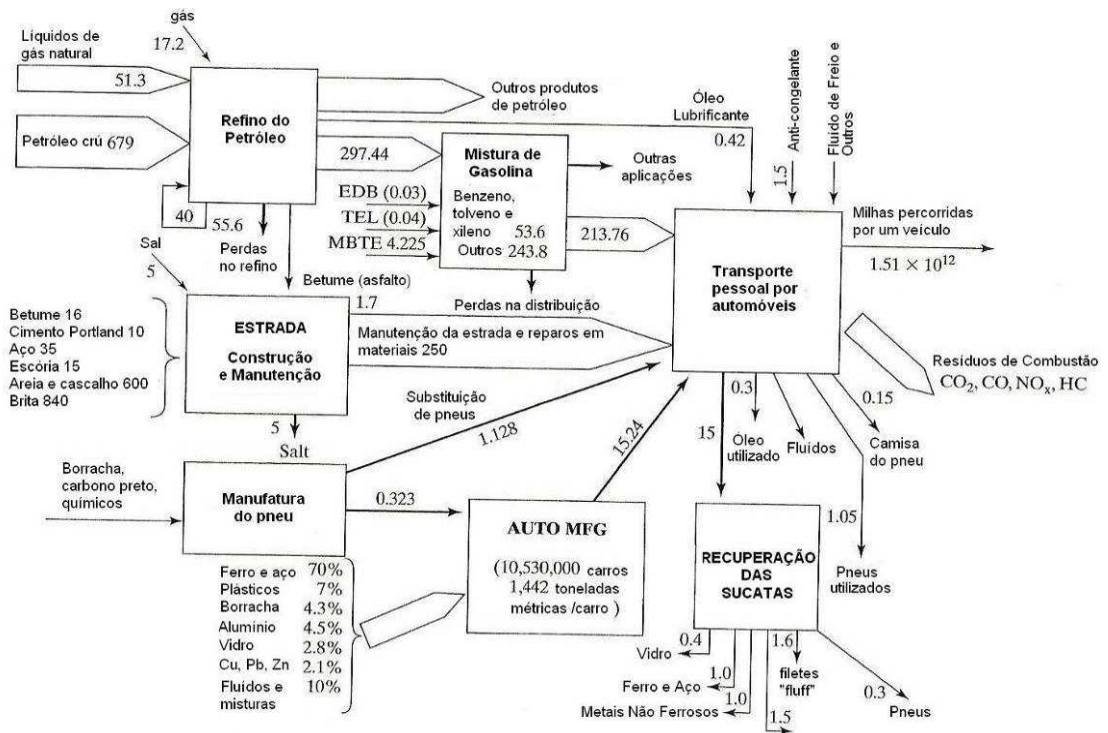 gás
Líquidos de
gás natural
17.2
51.3
Refino do
Petróleo
Outros produtos
de petróleo
Óleo
Lubrificante
0.42
Anti-congelante
1.5
Fluido de Freio e
Outros
Petróleo crú 679
297.44
Mistura de
Gasolina
Benzeno,
tolveno e
xileno 53.6
Outros 243.8
Outras
aplicações
EDB (0.03)
TEL (0.04)
MBTE 4.225
213.76
40
55.6
Perdas
no refino
Sal
5
Betume (asfalto)
1.7
Perdas na distribuição
Transporte
pessoal por
automóveis
Milhas percorridas
por um veículo
1.51 × 10¹²
Betume 16
Cimento Portland 10
Aço 35
Escória 15
Areia e cascalho 600
Brita 840
ESTRADA
Construção
e Manutenção
Manutenção da estrada e reparos em
materiais 250
Resíduos de Combustão
CO₂, CO, NOₓ, HC
5
Salt
Substituição
de pneus
1.128
15.24
15
0.3
Óleo
utilizado
Fluídos
0.15
Camisa
do pneu
1.05
Pneus
utilizados
Borracha,
carbono preto,
químicos
Manufatura
do pneu
0.323
AUTO MFG
(10,530,000 carros
1,442 toneladas
métricas /carro )
Ferro e aço 70%
Plásticos 7%
Borracha 4.3%
Alumínio 4.5%
Vidro 2.8%
Cu, Pb, Zn 2.1%
Fluídos e 10%
misturas
RECUPERAÇÃO
DAS
SUCATAS
0.4
Vidro
1.0
Ferro e Aço
1.0
Metais Não Ferrosos
1.5
1.6
filetes
"fluff"
0.3
Pneus